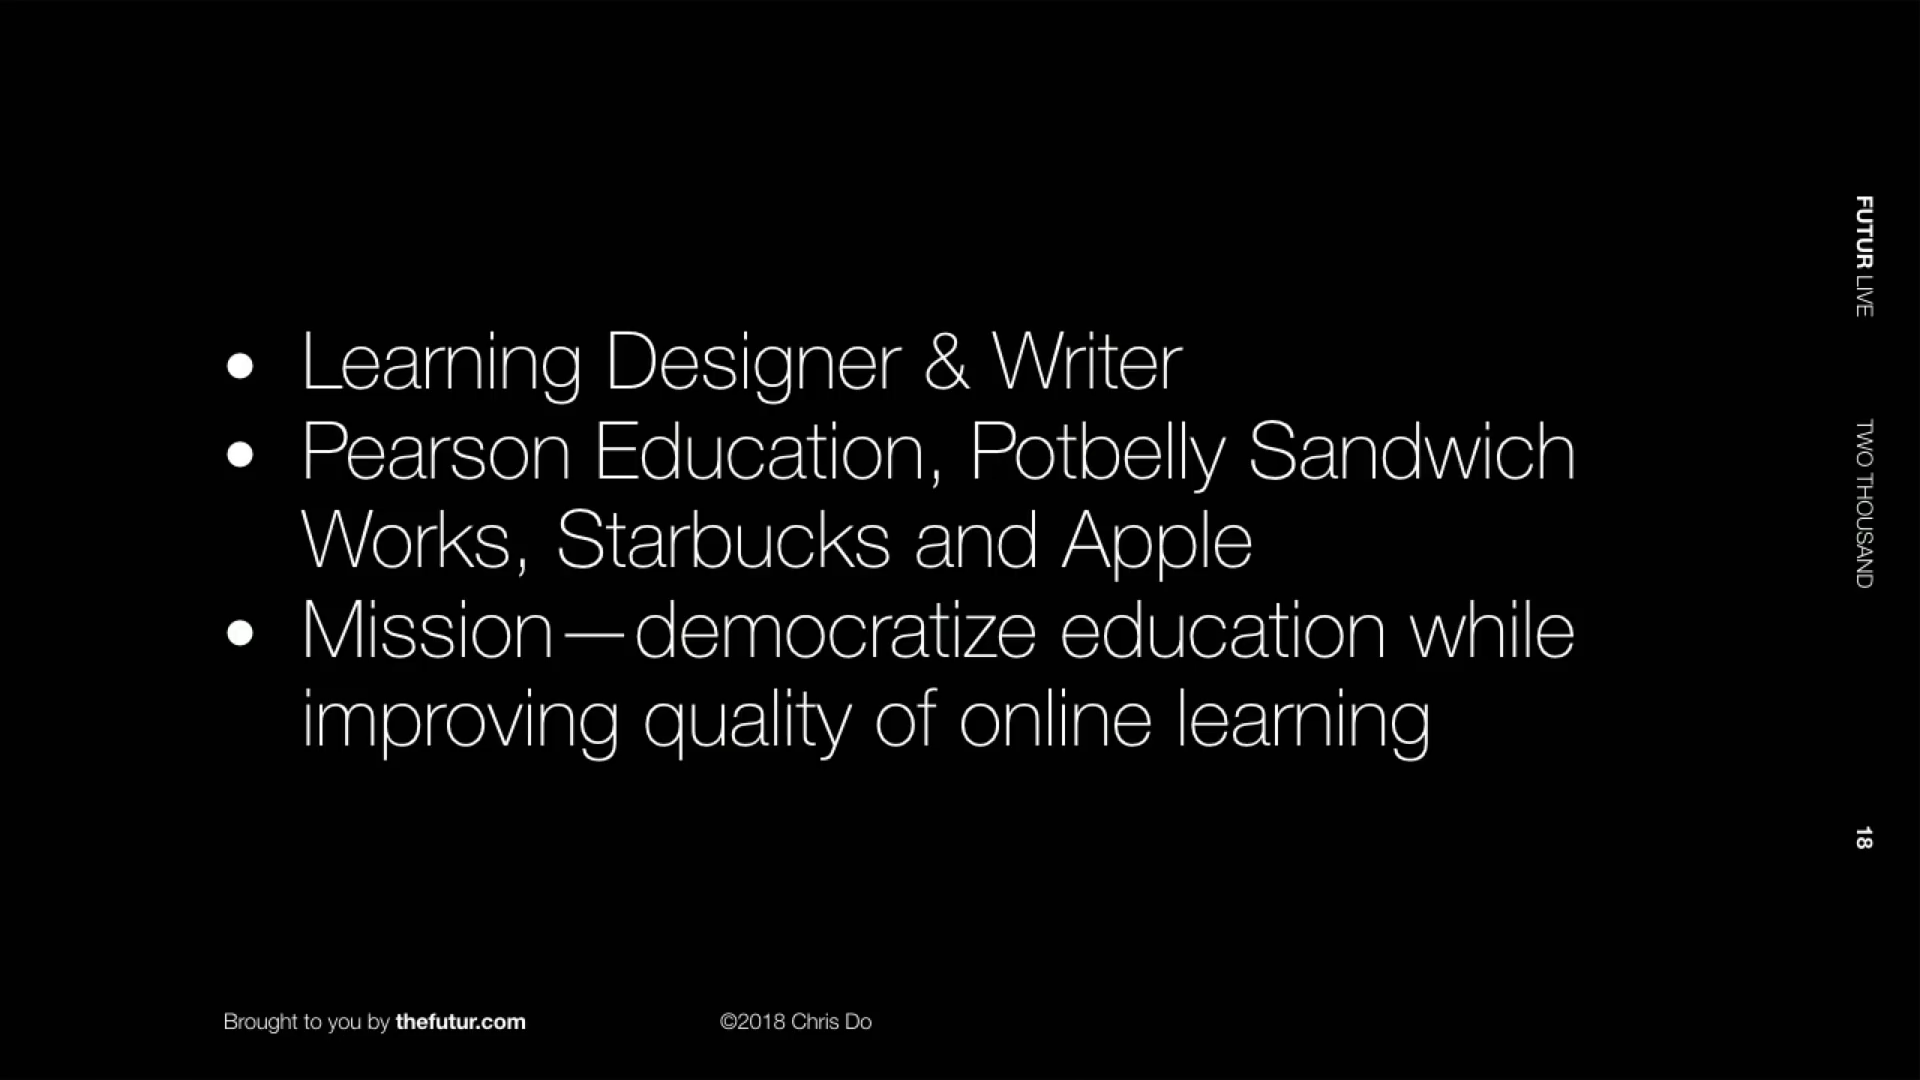 • Learning Designer & Writer
• Pearson Education, Potbelly Sandwich
Works, Starbucks and Apple
• Mission—democratize education while
improving quality of online learning
FUTUR LIVE
TWO THOUSAND
18
Brought to you by thefutur.com
©2018 Chris Do